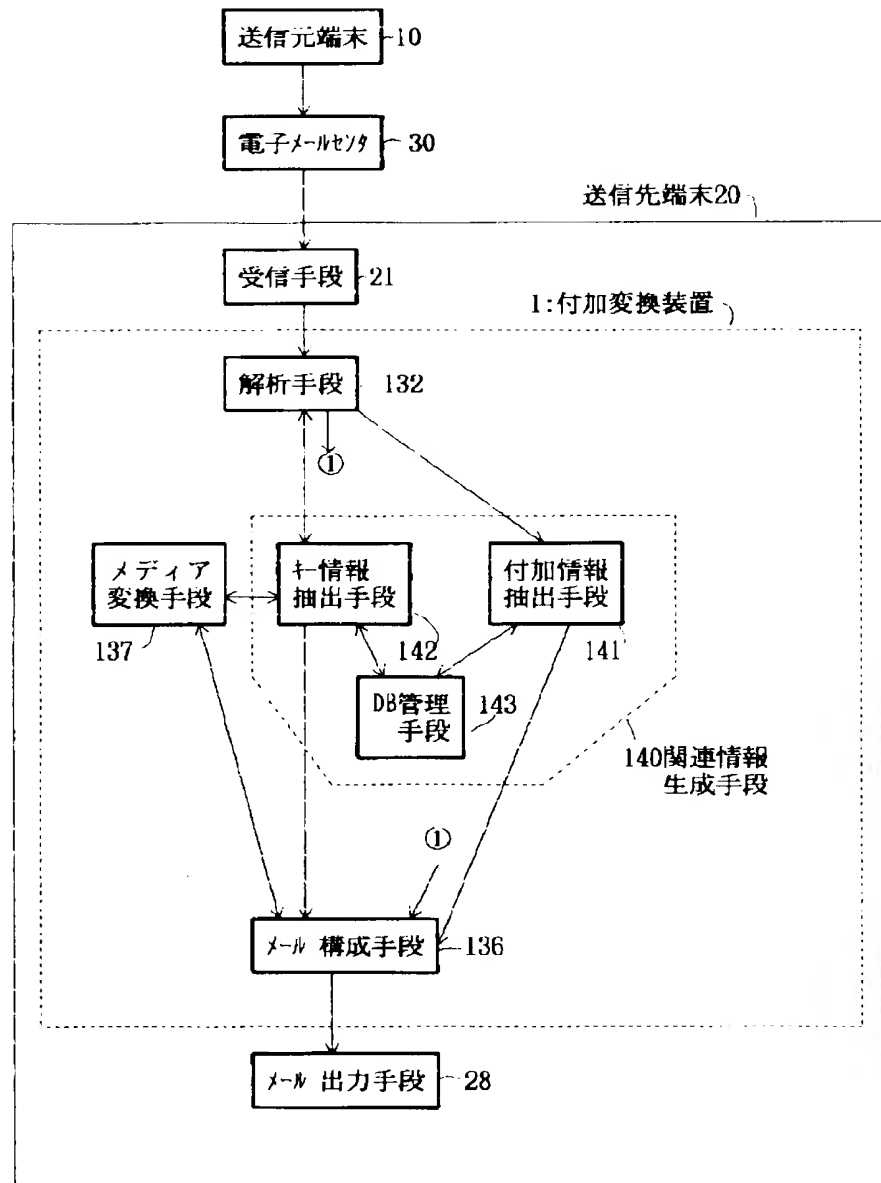 送信元端末 10
電子ﾒｰﾙｾﾝﾀ 30
送信先端末20
受信手段 21
1:付加変換装置
解析手段 132
①
メディア
変換手段
137
ｷｰ情報
抽出手段
142
付加情報
抽出手段
141
DB管理
手段
143
140関連情報
生成手段
①
ﾒｰﾙ 構成手段 136
ﾒｰﾙ 出力手段 28